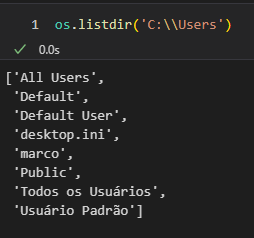 1 os.listdir('C:\\Users')
0.0s
['All Users',
 'Default',
 'Default User',
 'desktop.ini',
 'marco',
 'Public',
 'Todos os Usuários',
 'Usuário Padrão']